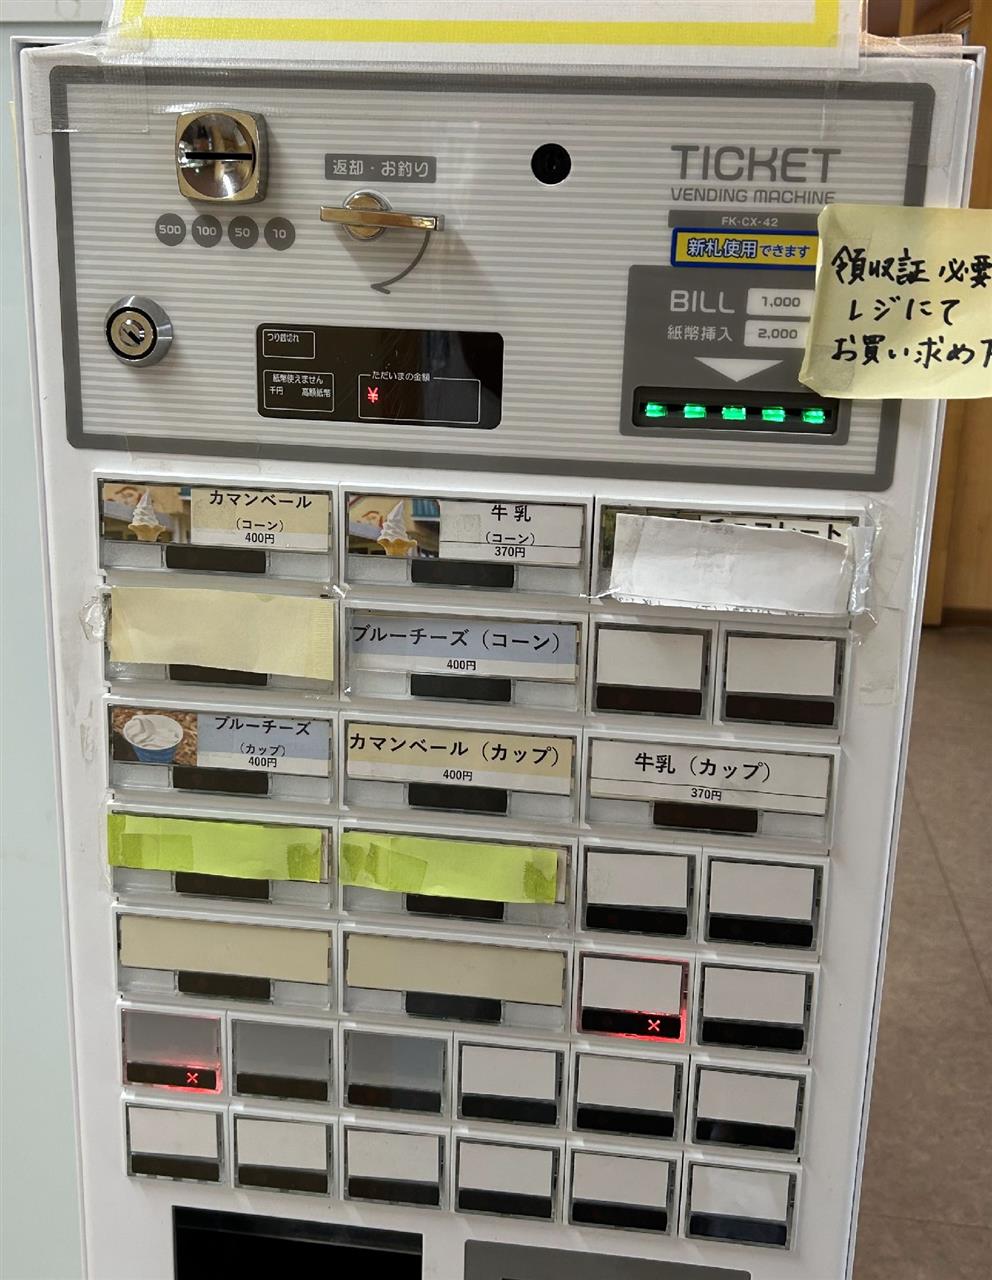 返却・お釣り
TICKET
VENDING MACHINE
500 100 50 10
FK-CX-42
新札使用できます
領収証必要
レジにて
お買い求め下
BILL 1,000
紙幣挿入 2,000
つり銭切れ
紙幣使えません
千円 高額紙幣
ただいまの金額
¥
カマンベール
(コーン)
400円
牛乳
(コーン)
370円
ブルーチーズ(コーン)
400円
ブルーチーズ
(カップ)
400円
カマンベール(カップ)
400円
牛乳(カップ)
370円
×
×